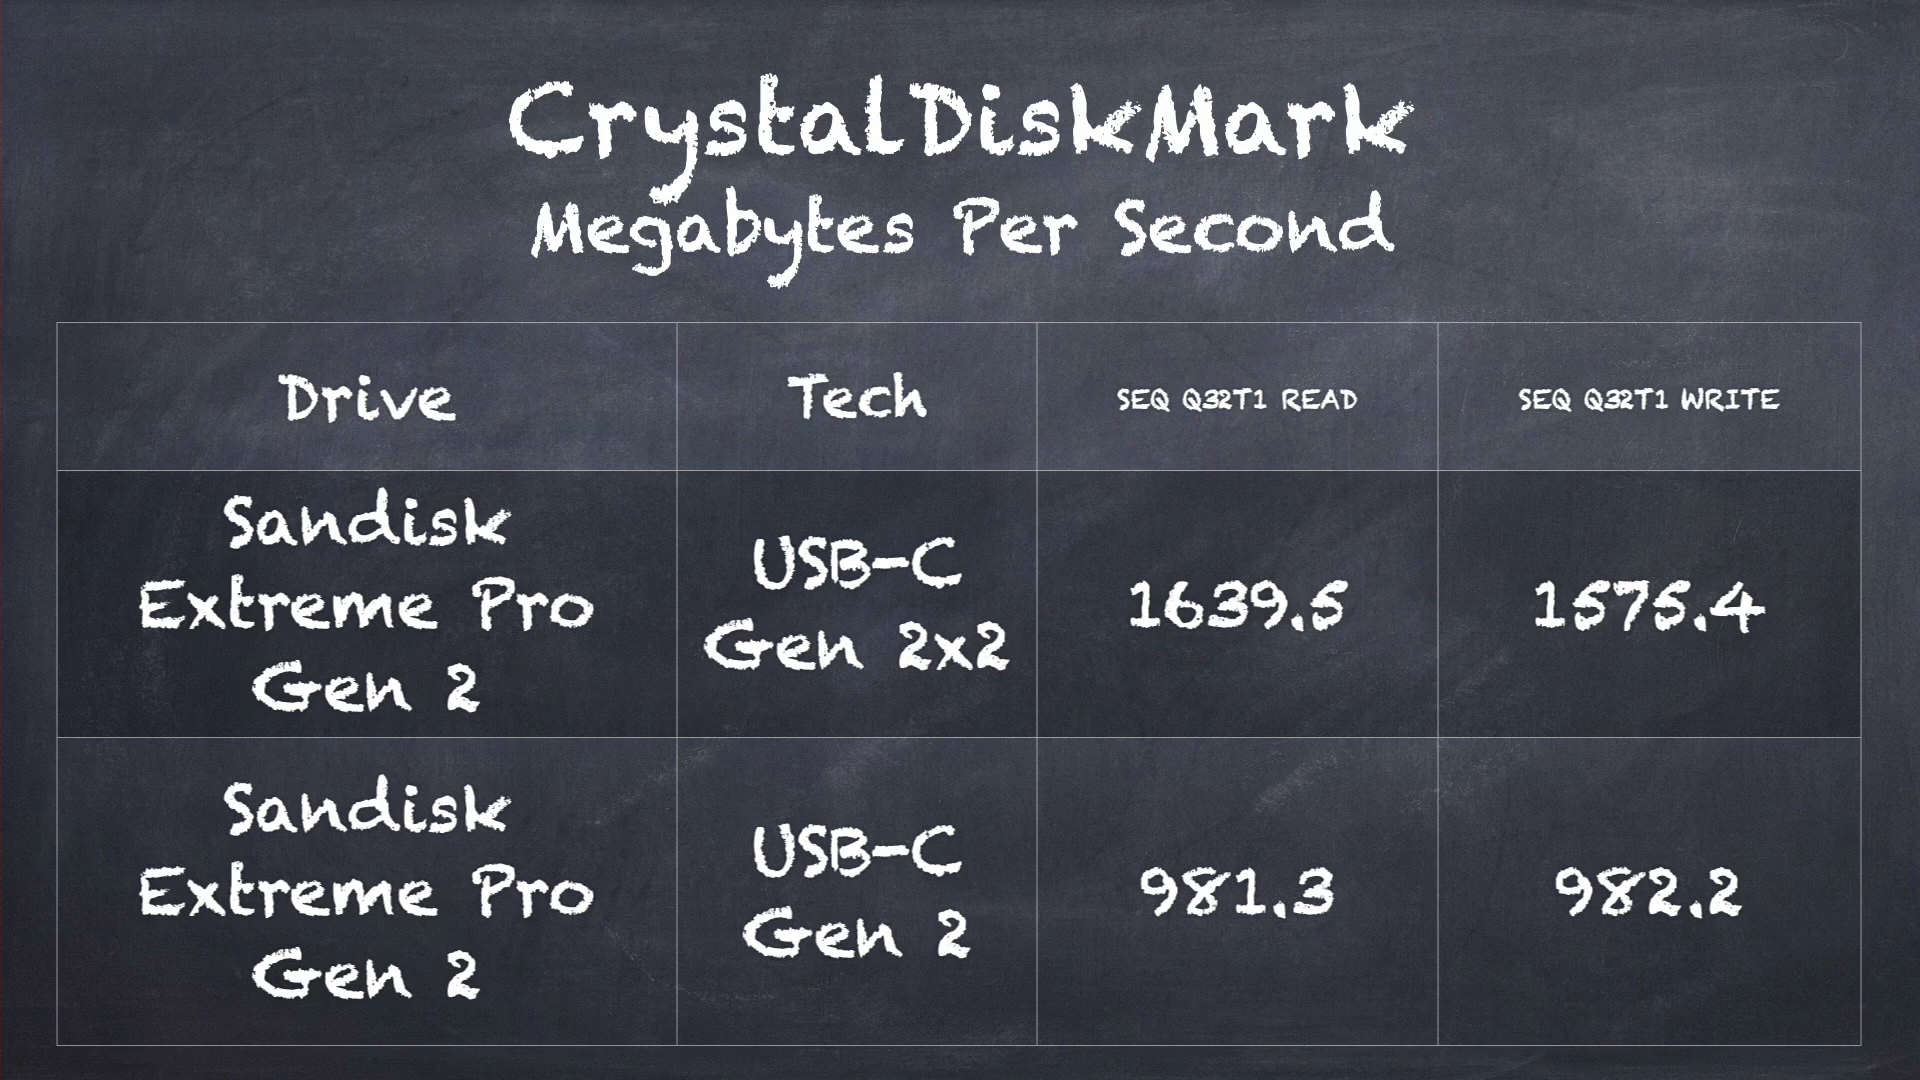 CrystalDiskMark
Megabytes Per Second
Drive Tech SEQ Q32T1 READ SEQ Q32T1 WRITE
Sandisk
Extreme Pro
Gen 2
USB-C
Gen 2x2
1639.5
1575.4
Sandisk
Extreme Pro
Gen 2
USB-C
Gen 2
981.3
982.2